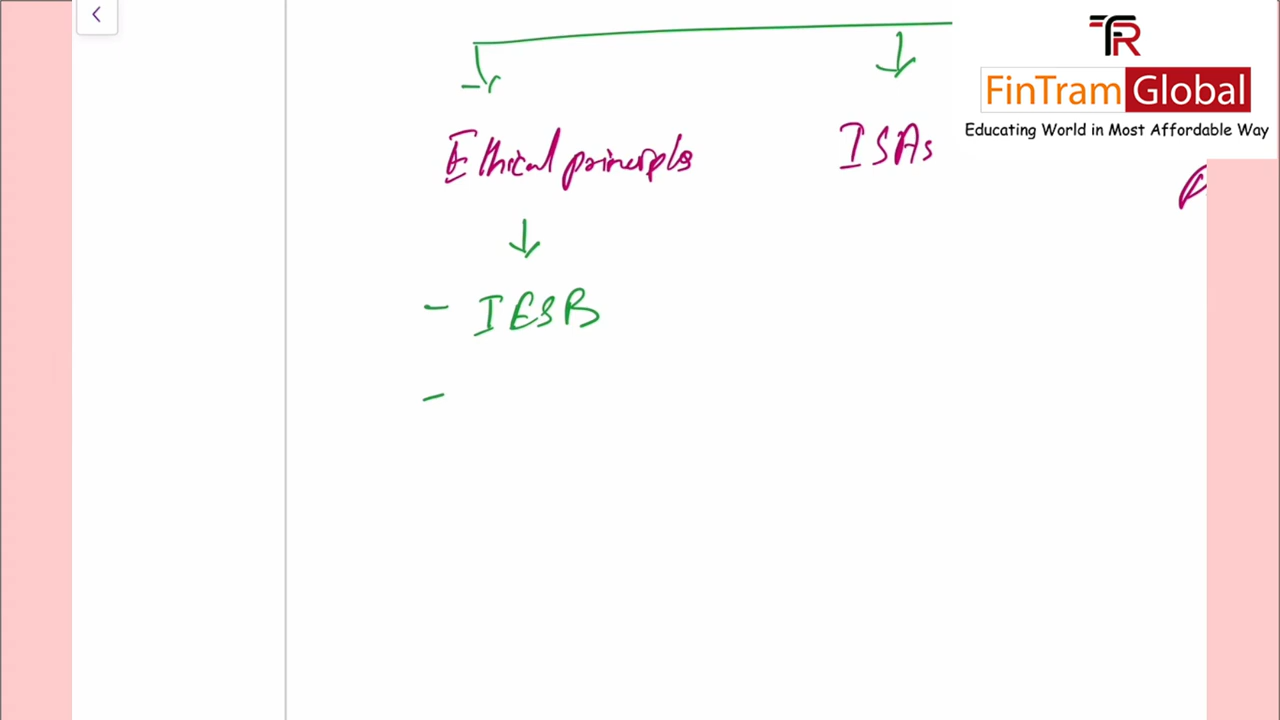 FinTram Global
Educating World in Most Affordable Way
Ethical principles
ISAs
- IESB
-